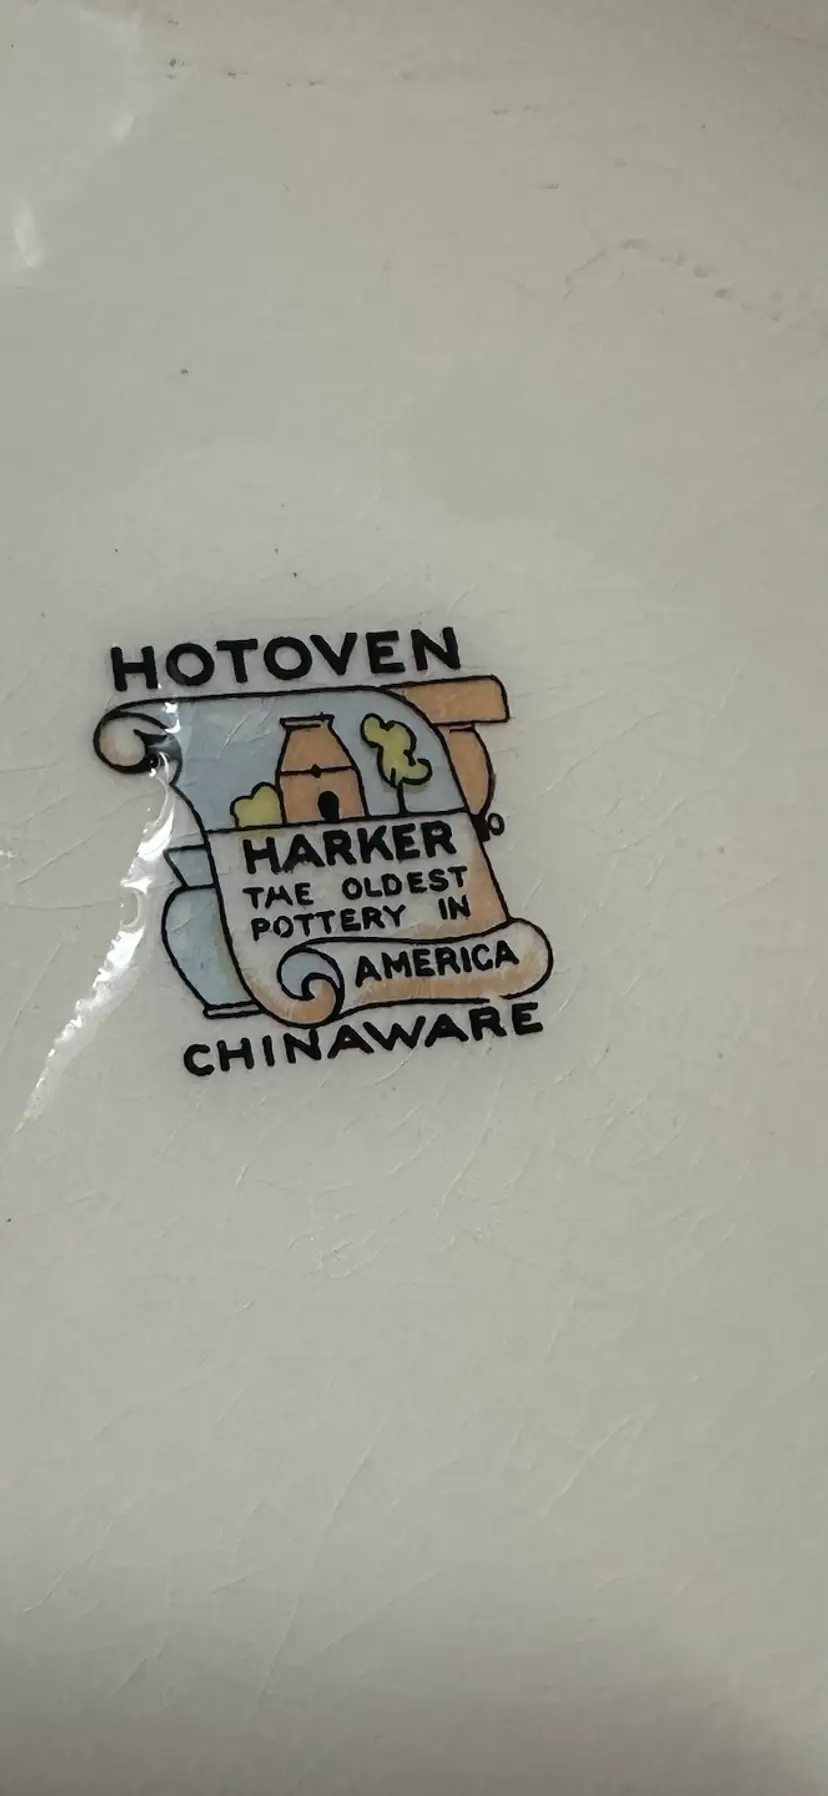 HOTOVEN
HARKER
THE OLDEST
POTTERY IN
AMERICA
CHINAWARE